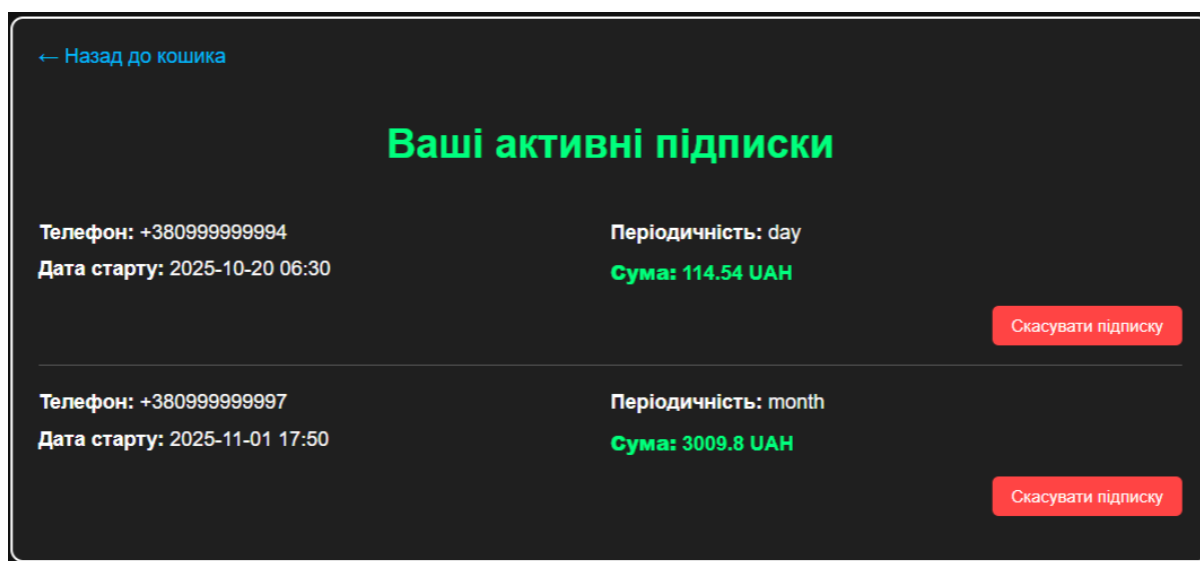 ← Назад до кошика
Ваші активні підписки
Телефон: +380999999994
Періодичність: day
Дата старту: 2025-10-20 06:30
Сума: 114.54 UAH
Скасувати підписку
Телефон: +380999999997
Періодичність: month
Дата старту: 2025-11-01 17:50
Сума: 3009.8 UAH
Скасувати підписку